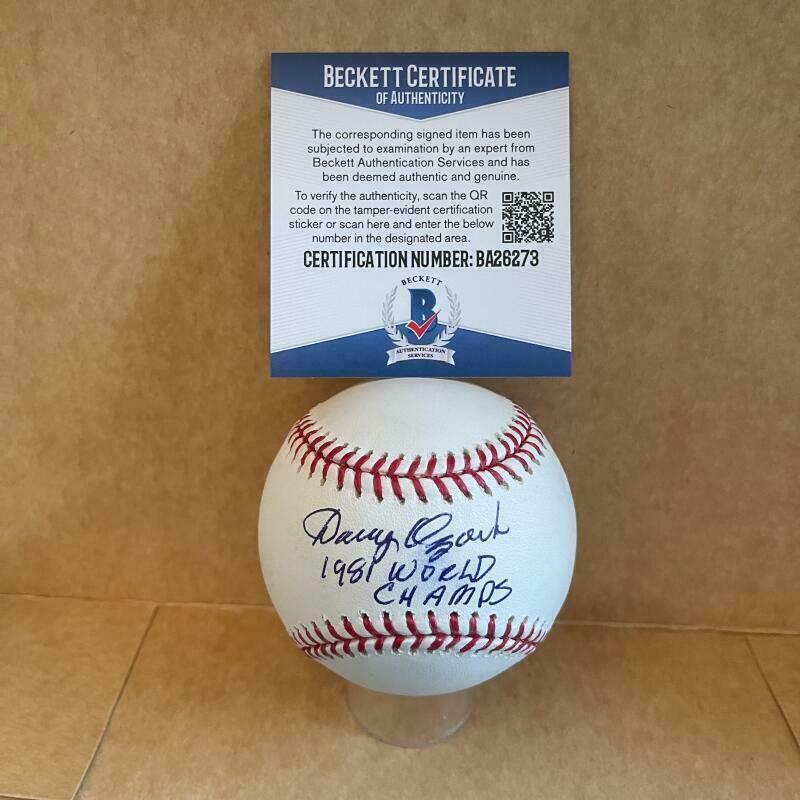 BECKETT CERTIFICATE
OF AUTHENTICITY
The corresponding signed item has been
subjected to examination by an expert from
Beckett Authentication Services and has
been deemed authentic and genuine.
To verify the authenticity, scan the QR
code on the tamper-evident certification
sticker or scan here and enter the below
number in the designated area.
CERTIFICATION NUMBER: BA26273
BECKETT
B
AUTHENTICATION
SERVICES
Danny Ozark
1981 WORLD
CHAMPS